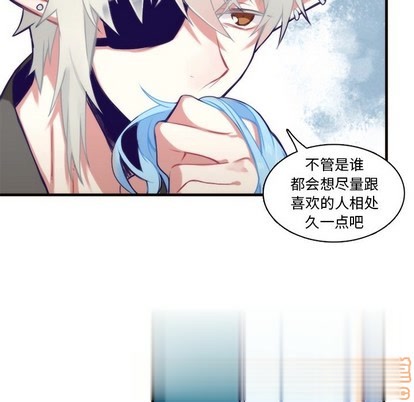 不管是谁
都会想尽量跟
喜欢的人相处
久一点吧